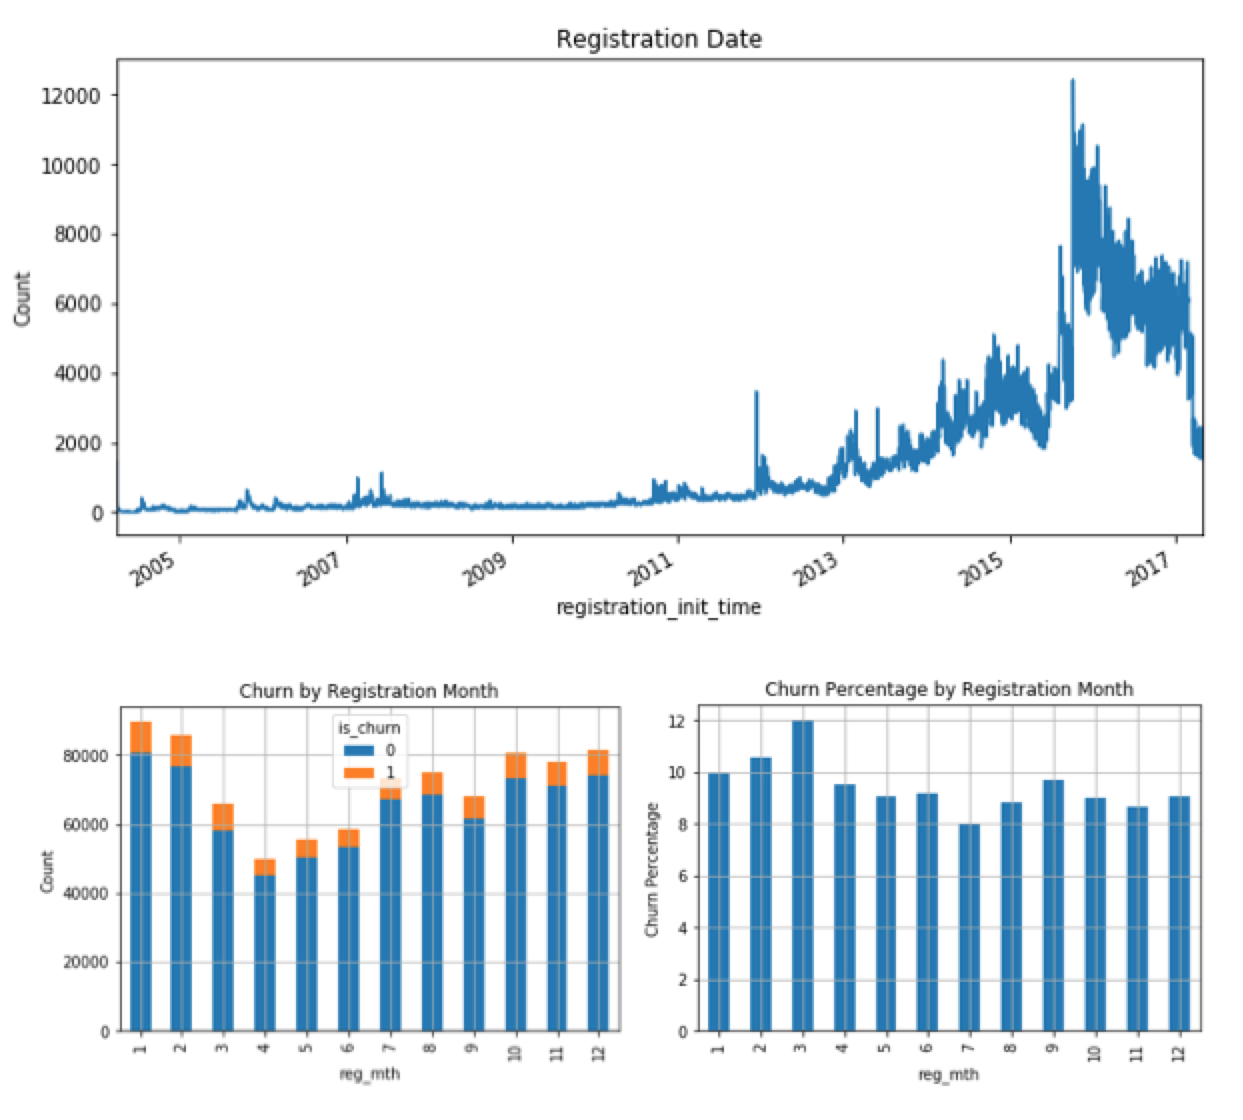 Registration Date
12000
10000
8000
6000
4000
2000
0
Count
2005
2007
2009
2011
2013
2015
2017
registration_init_time
Churn by Registration Month
is_churn
0
1
80000
60000
40000
20000
0
Count
1 2 3 4 5 6 7 8 9 10 11 12
reg_mth
Churn Percentage by Registration Month
12
10
8
6
4
2
0
Churn Percentage
1 2 3 4 5 6 7 8 9 10 11 12
reg_mth